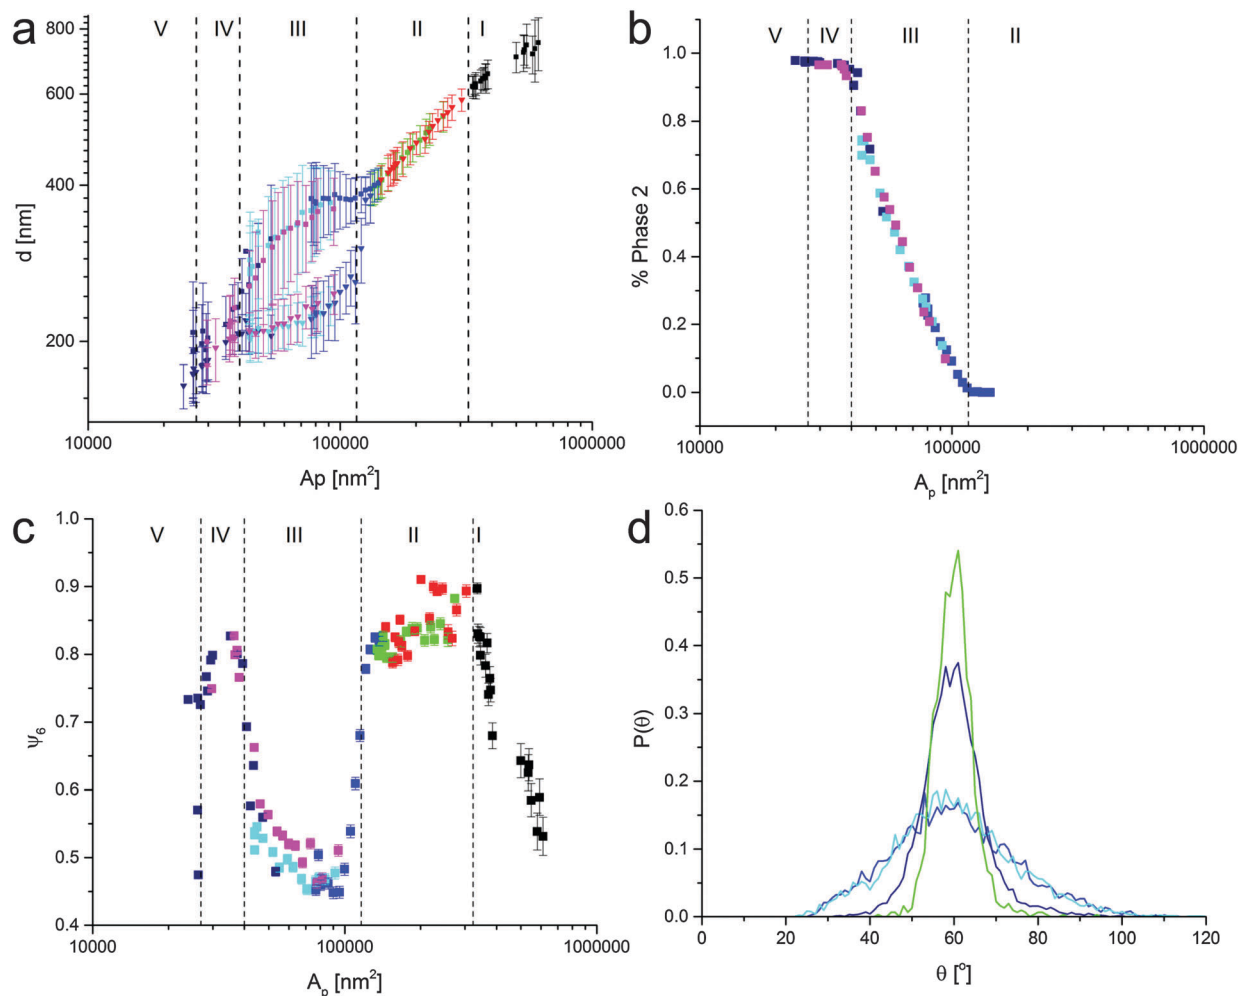 a
V IV III II I
800
600
400
200
d [nm]
10000 100000 1000000
Ap [nm²]
b
V IV III II
1.0
0.8
0.6
0.4
0.2
0.0
% Phase 2
10000 100000 1000000
Aₚ [nm²]
c
V IV III II I
1.0
0.9
0.8
0.7
0.6
0.5
0.4
ψ₆
10000 100000 1000000
Aₚ [nm²]
d
0.6
0.5
0.4
0.3
0.2
0.1
0.0
P(θ)
0 20 40 60 80 100 120
θ [°]